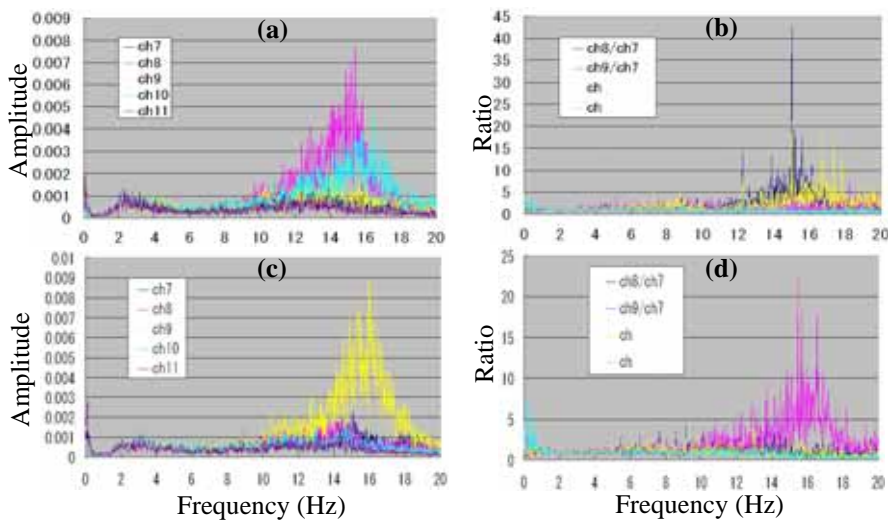 (a)
0.009
0.008
0.007
0.006
0.005
0.004
0.003
0.002
0.001
0
Amplitude
ch7
ch8
ch9
ch10
ch11
0 2 4 6 8 10 12 14 16 18 20
(b)
45
40
35
30
25
20
15
10
5
0
Ratio
ch8/ch7
ch9/ch7
ch
ch
0 2 4 6 8 10 12 14 16 18 20
(c)
0.01
0.009
0.008
0.007
0.006
0.005
0.004
0.003
0.002
0.001
0
Amplitude
ch7
ch8
ch9
ch10
ch11
0 2 4 6 8 10 12 14 16 18 20
Frequency (Hz)
(d)
25
20
15
10
5
0
Ratio
ch8/ch7
ch9/ch7
ch
ch
0 2 4 6 8 10 12 14 16 18 20
Frequency (Hz)